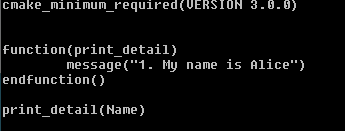 cmake_minimum_required(VERSION 3.0.0)
function(print_detail)
message("1. My name is Alice")
endfunction()
print_detail(Name)